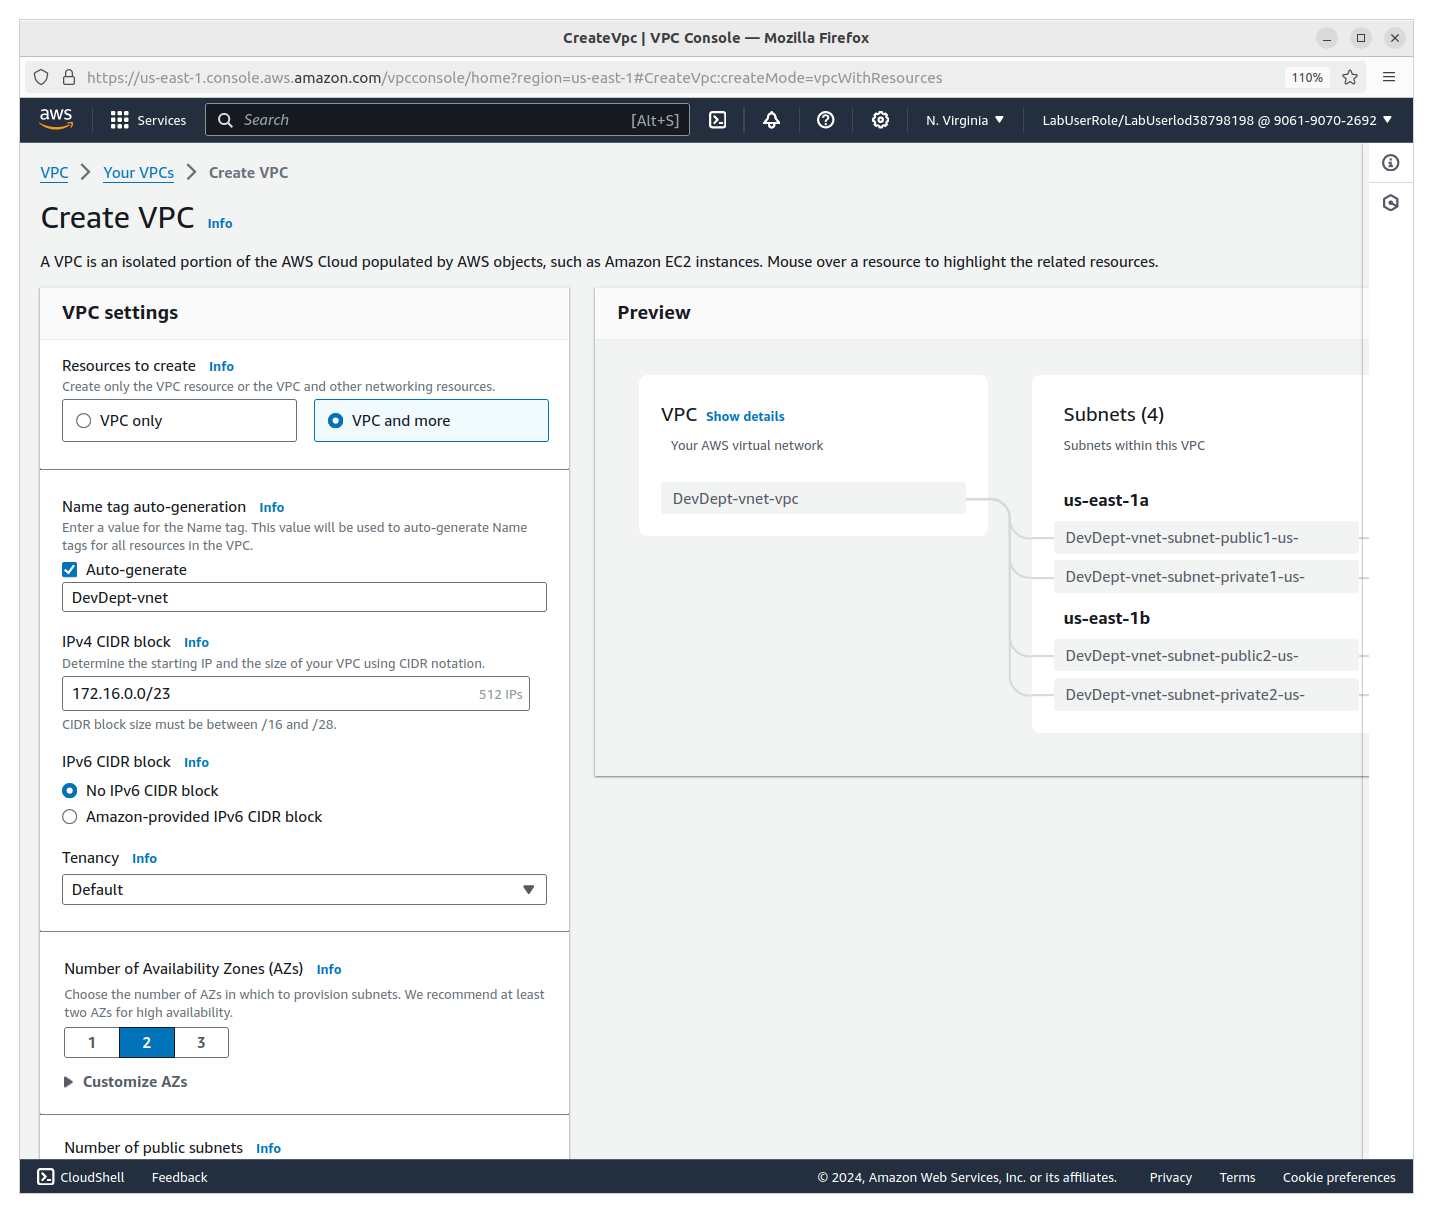 CreateVpc | VPC Console — Mozilla Firefox
https://us-east-1.console.aws.amazon.com/vpcconsole/home?region=us-east-1#CreateVpc:createMode=vpcWithResources
110%
aws
Services
Search
[Alt+S]
N. Virginia
LabUserRole/LabUserlod38798198 @ 9061-9070-2692
VPC
Your VPCs
Create VPC
Create VPC Info
A VPC is an isolated portion of the AWS Cloud populated by AWS objects, such as Amazon EC2 instances. Mouse over a resource to highlight the related resources.
VPC settings
Resources to create Info
Create only the VPC resource or the VPC and other networking resources.
VPC only
VPC and more
Name tag auto-generation Info
Enter a value for the Name tag. This value will be used to auto-generate Name
tags for all resources in the VPC.
Auto-generate
DevDept-vnet
IPv4 CIDR block Info
Determine the starting IP and the size of your VPC using CIDR notation.
172.16.0.0/23
512 IPs
CIDR block size must be between /16 and /28.
IPv6 CIDR block Info
No IPv6 CIDR block
Amazon-provided IPv6 CIDR block
Tenancy Info
Default
Number of Availability Zones (AZs) Info
Choose the number of AZs in which to provision subnets. We recommend at least
two AZs for high availability.
1
2
3
Customize AZs
Number of public subnets Info
Preview
VPC Show details
Your AWS virtual network
DevDept-vnet-vpc
Subnets (4)
Subnets within this VPC
us-east-1a
DevDept-vnet-subnet-public1-us-
DevDept-vnet-subnet-private1-us-
us-east-1b
DevDept-vnet-subnet-public2-us-
DevDept-vnet-subnet-private2-us-
CloudShell
Feedback
© 2024, Amazon Web Services, Inc. or its affiliates.
Privacy
Terms
Cookie preferences